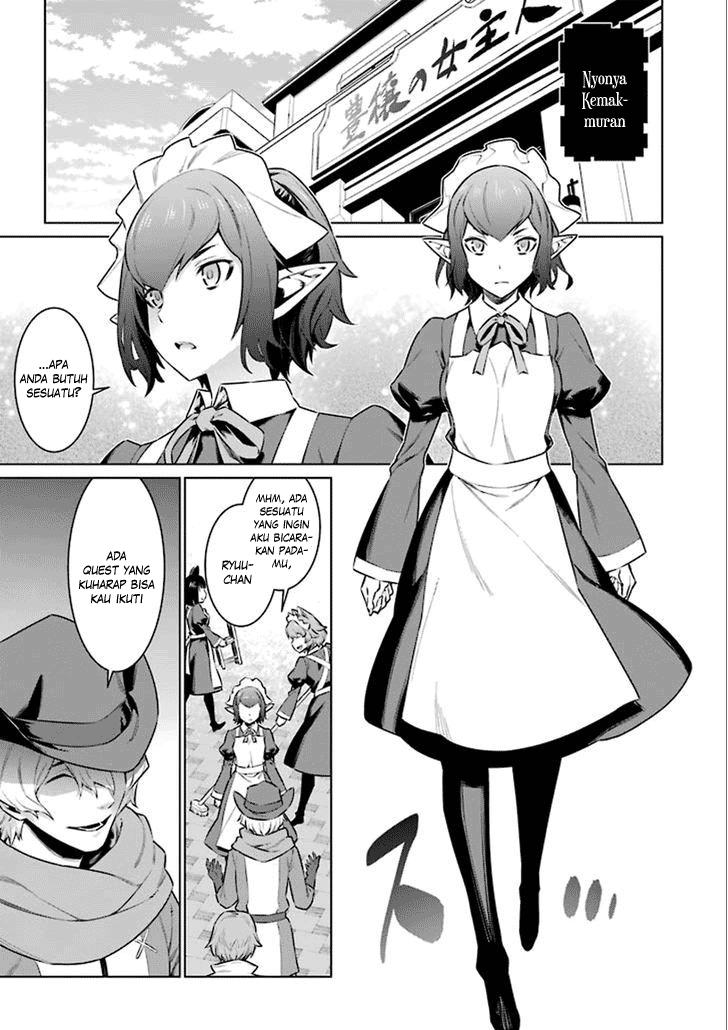 豊穣の女主人
Nyonya
Kemak-
muran
...APA
ANDA BUTUH
SESUATU?
MHM, ADA
SESUATU
YANG INGIN
AKU BICARA-
KAN PADA-
MU,
RYUU-
CHAN
ADA
QUEST YANG
KUHARAP BISA
KAU IKUTI
ズ...